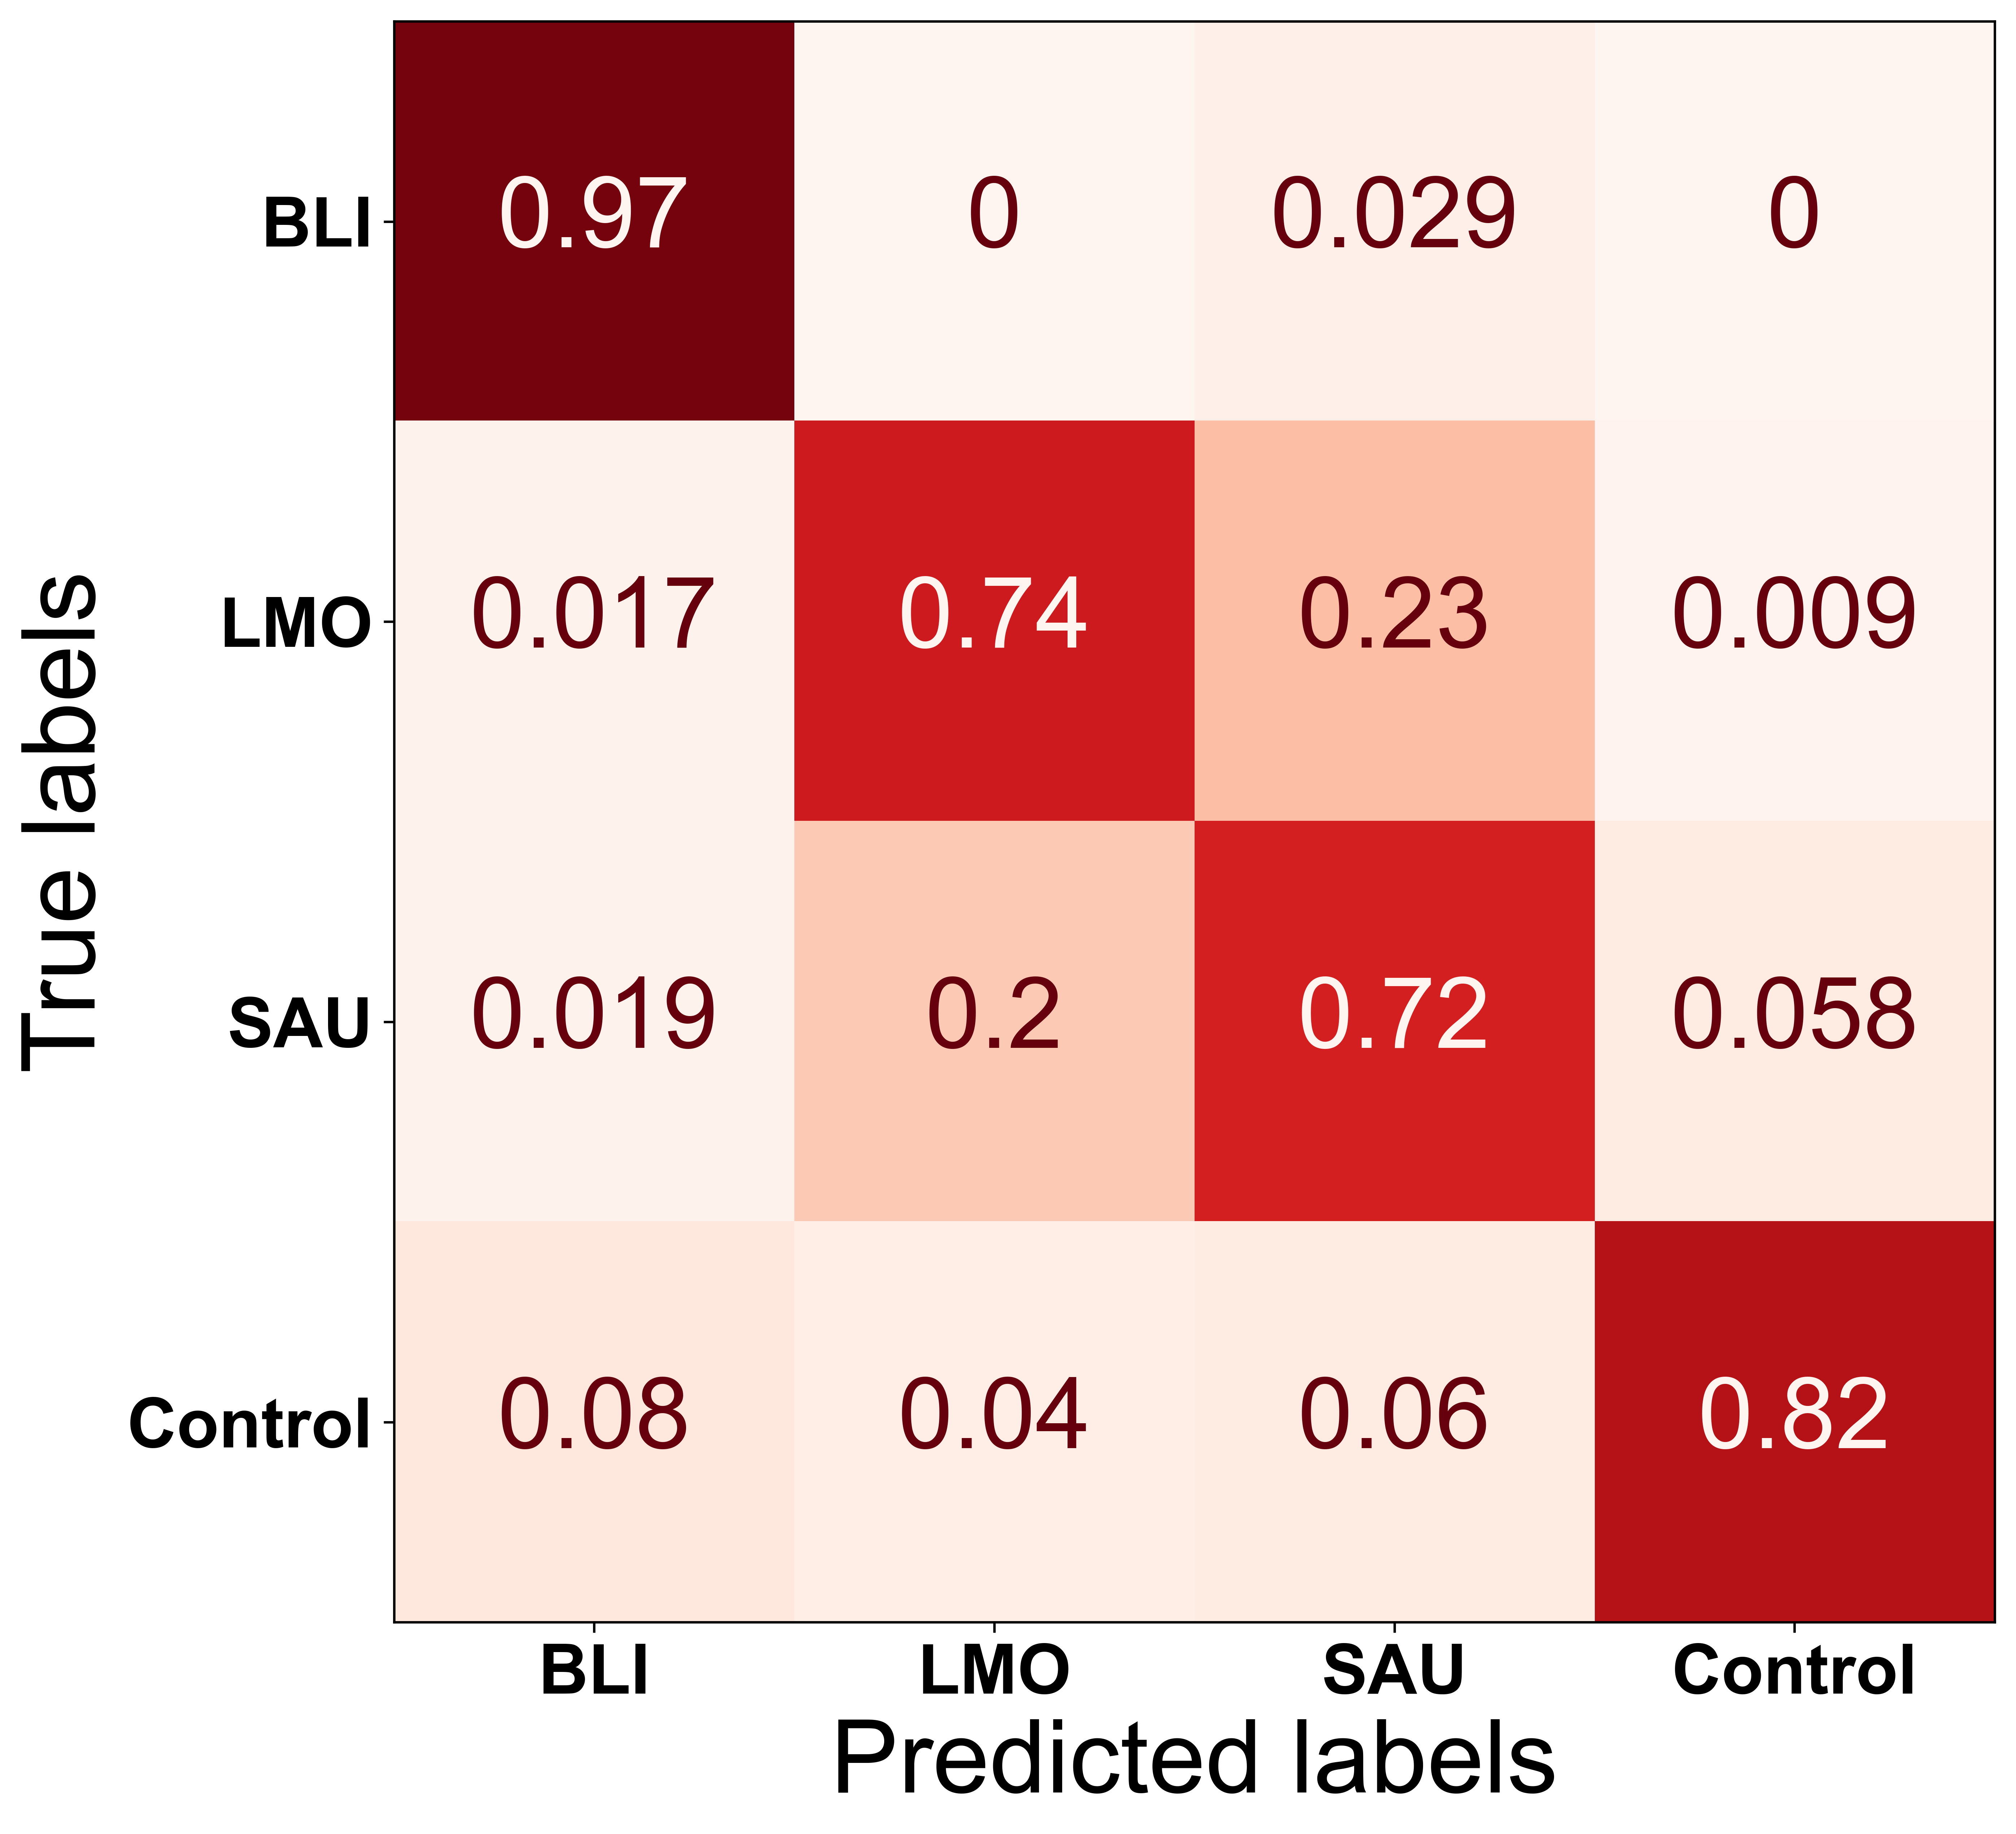 BLI 0.97 0 0.029 0
LMO 0.017 0.74 0.23 0.009
SAU 0.019 0.2 0.72 0.058
Control 0.08 0.04 0.06 0.82
True labels
BLI LMO SAU Control
Predicted labels